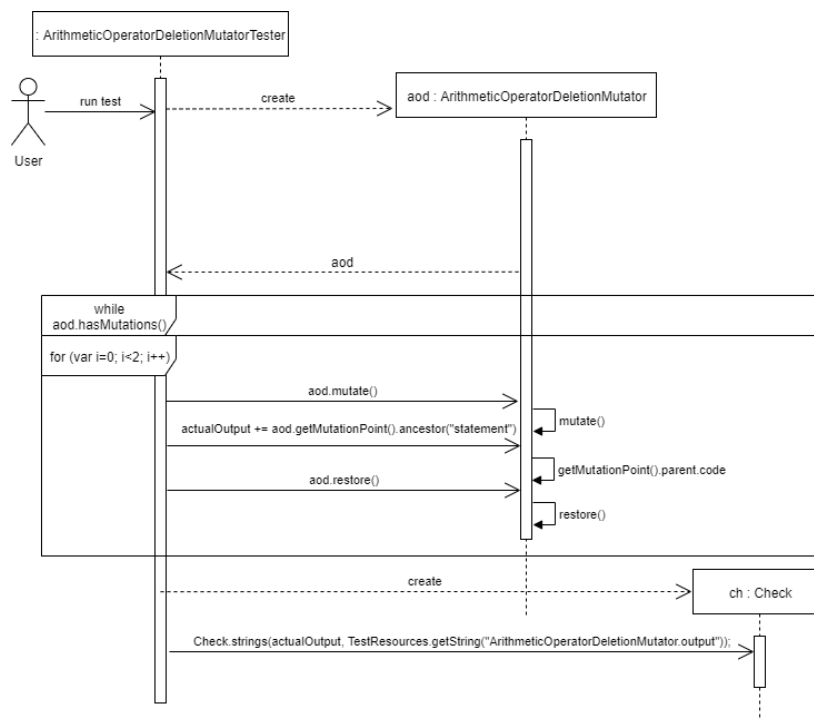 : ArithmeticOperatorDeletionMutatorTester
run test
create
aod : ArithmeticOperatorDeletionMutator
User
aod
while
aod.hasMutations()
for (var i=0; i<2; i++)
aod.mutate()
mutate()
actualOutput += aod.getMutationPoint().ancestor("statement")
getMutationPoint().parent.code
aod.restore()
restore()
create
ch : Check
Check.strings(actualOutput, TestResources.getString("ArithmeticOperatorDeletionMutator.output"));